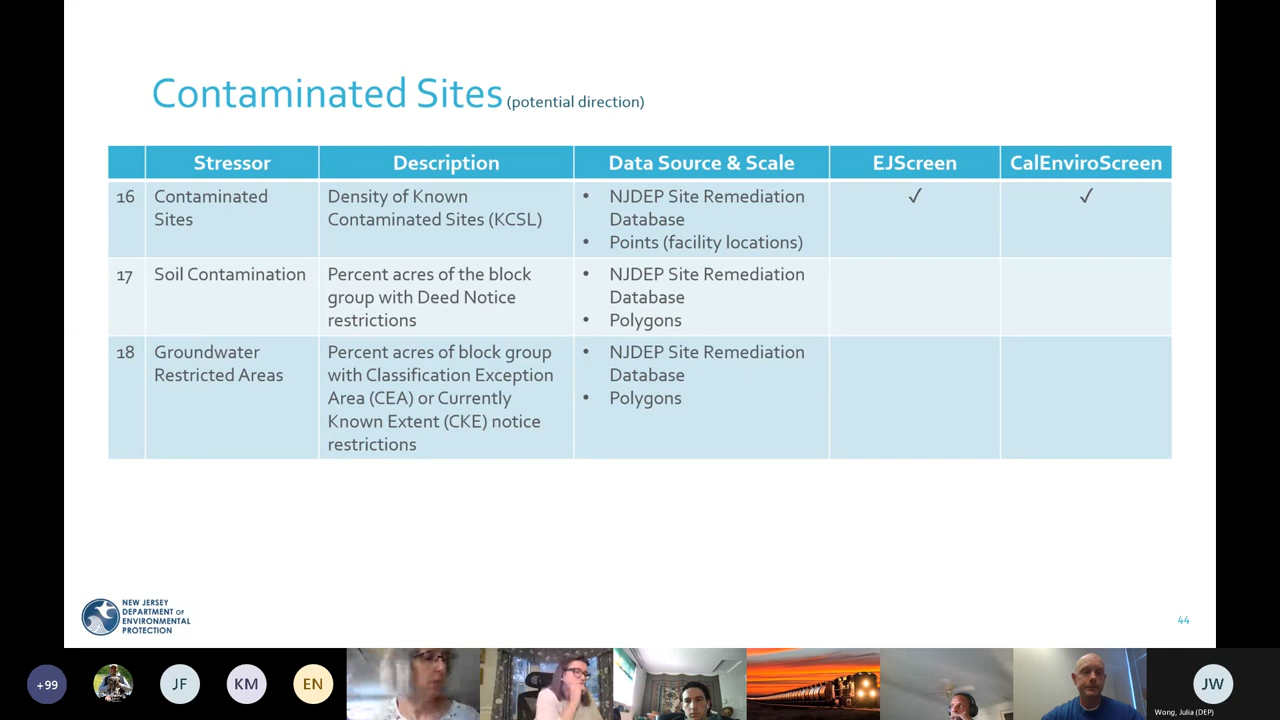 Contaminated Sites (potential direction)
Stressor Description Data Source & Scale EJScreen CalEnviroScreen
16 Contaminated Sites
Density of Known
Contaminated Sites (KCSL)
• NJDEP Site Remediation
Database
• Points (facility locations)
✓ ✓
17 Soil Contamination
Percent acres of the block
group with Deed Notice
restrictions
• NJDEP Site Remediation
Database
• Polygons
18 Groundwater
Restricted Areas
Percent acres of block group
with Classification Exception
Area (CEA) or Currently
Known Extent (CKE) notice
restrictions
• NJDEP Site Remediation
Database
• Polygons
NEW JERSEY
DEPARTMENT OF
ENVIRONMENTAL
PROTECTION
44
+99 JF KM EN JW
Wong, Julia (DEP)